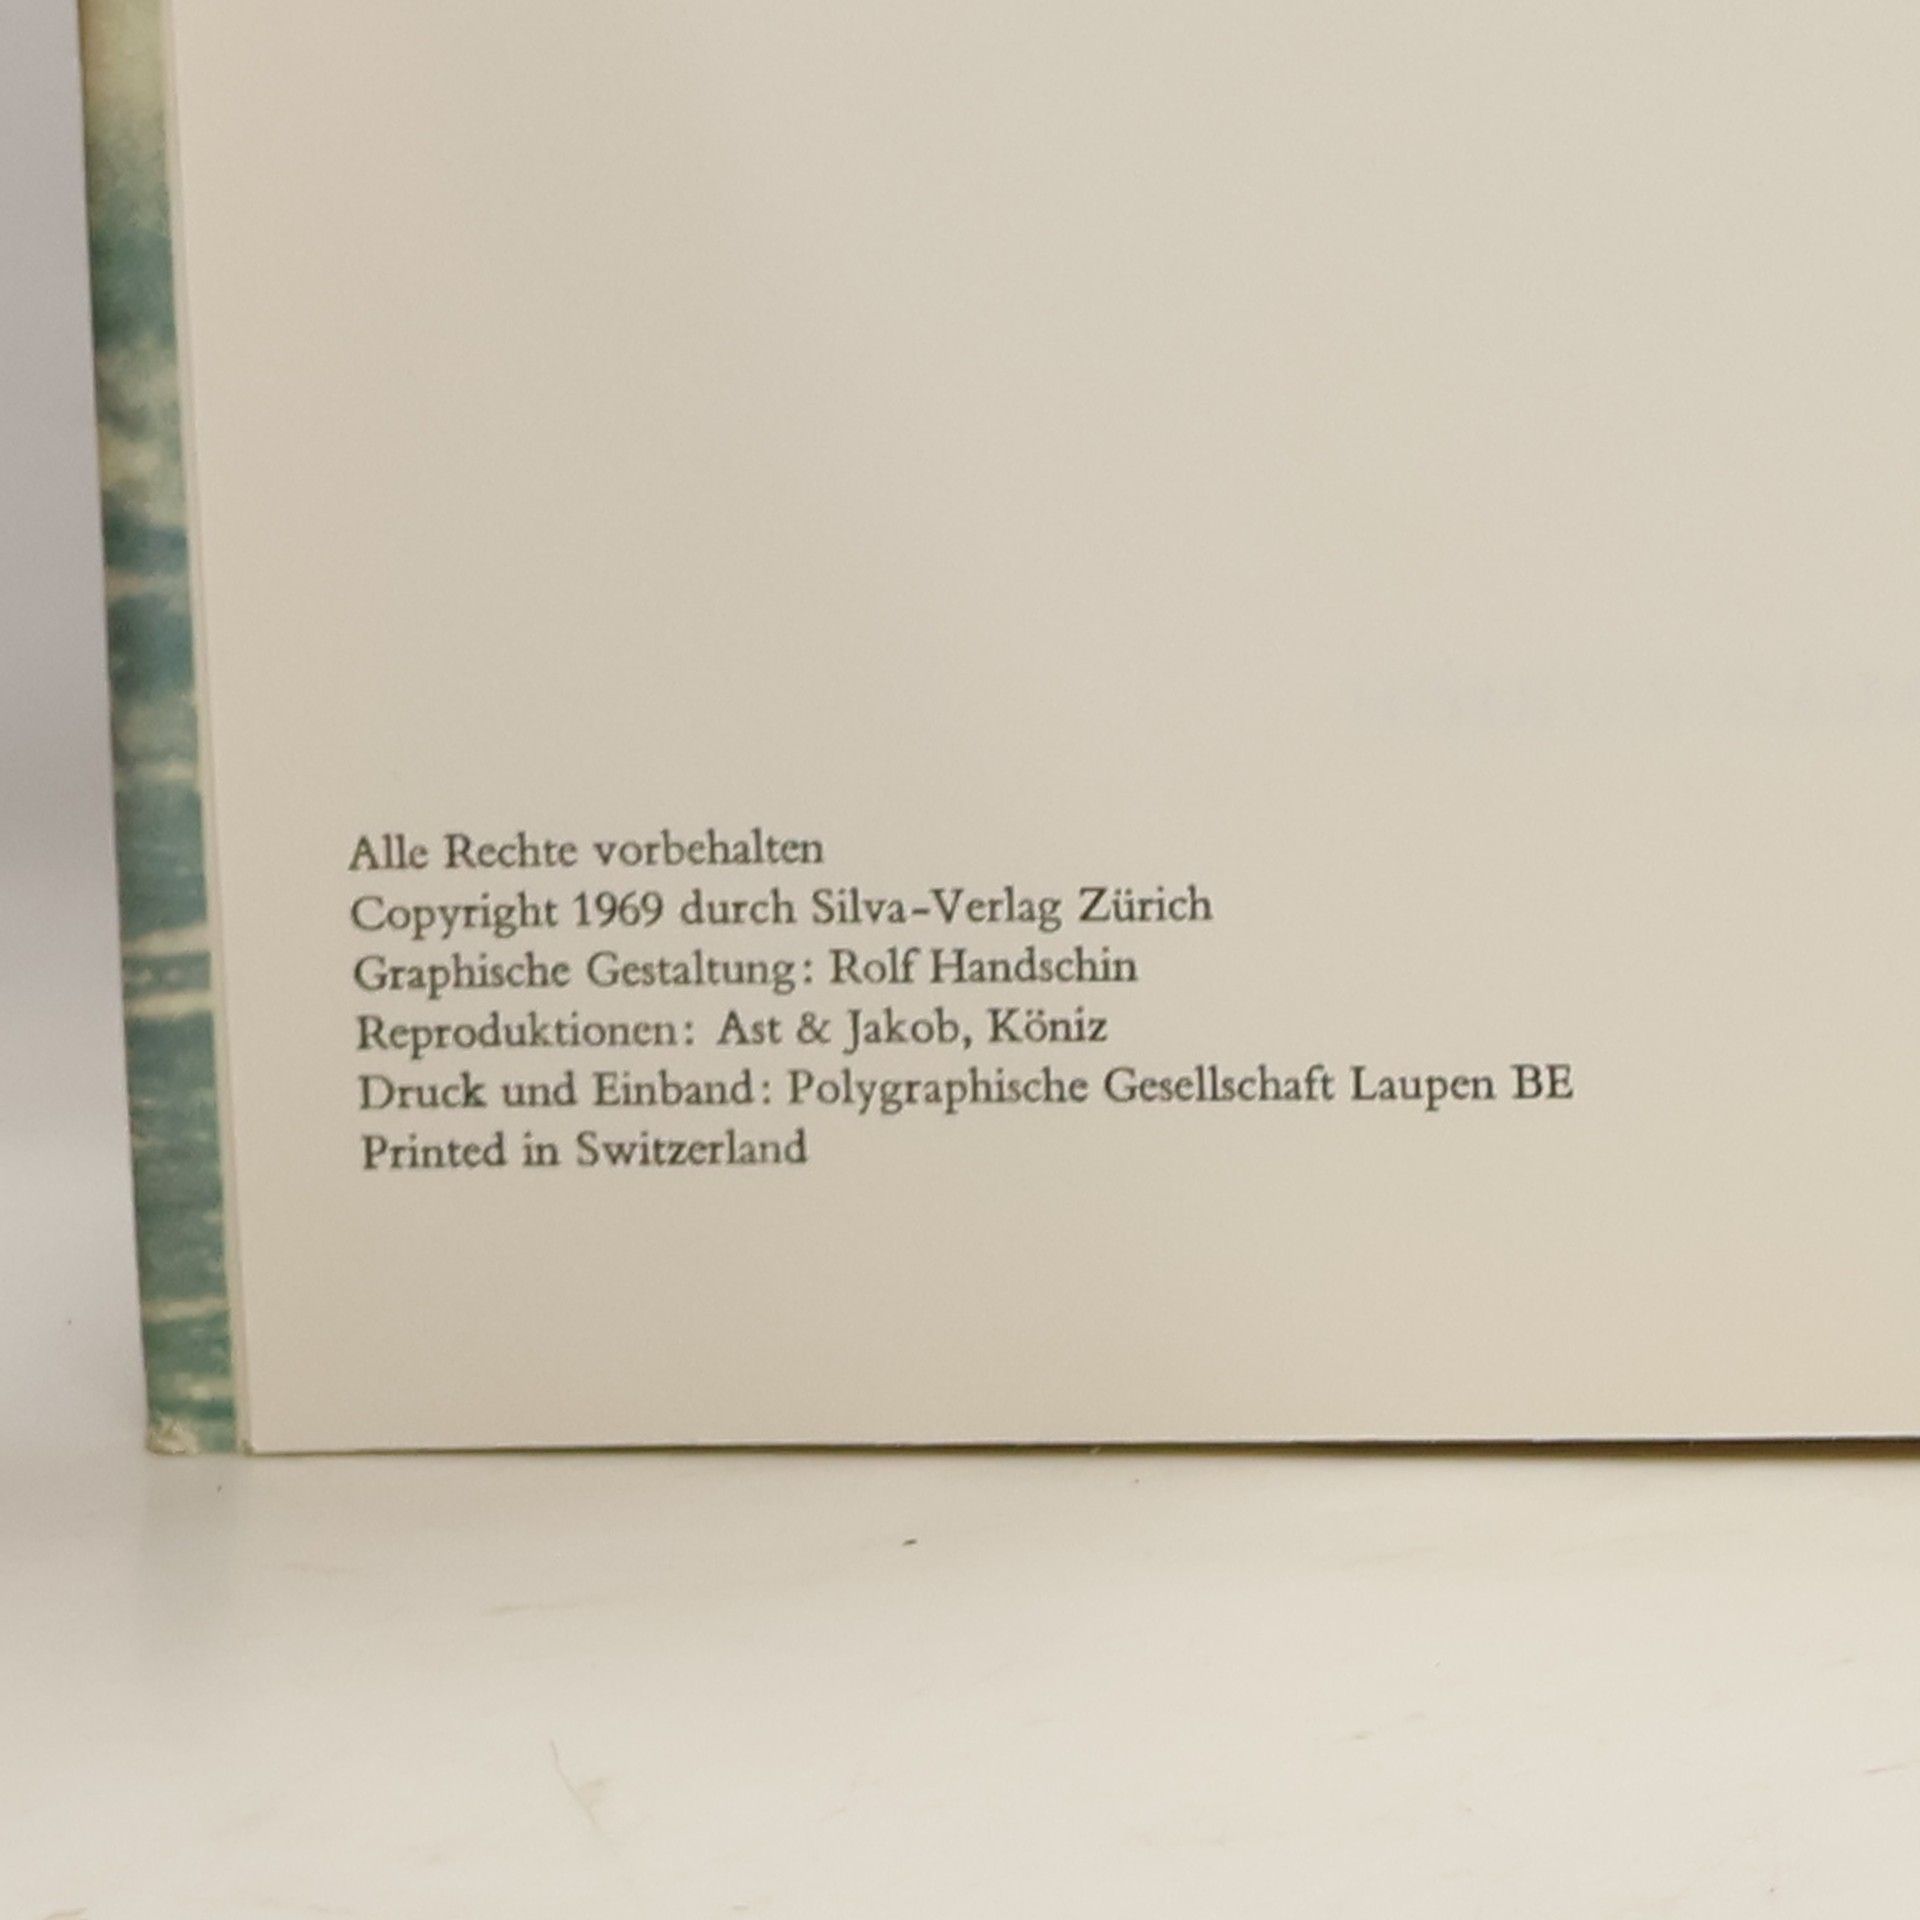 Alle Rechte vorbehalten
Copyright 1969 durch Silva-Verlag Zürich
Graphische Gestaltung: Rolf Handschin
Reproduktionen: Ast & Jakob, Köniz
Druck und Einband: Polygraphische Gesellschaft Laupen BE
Printed in Switzerland